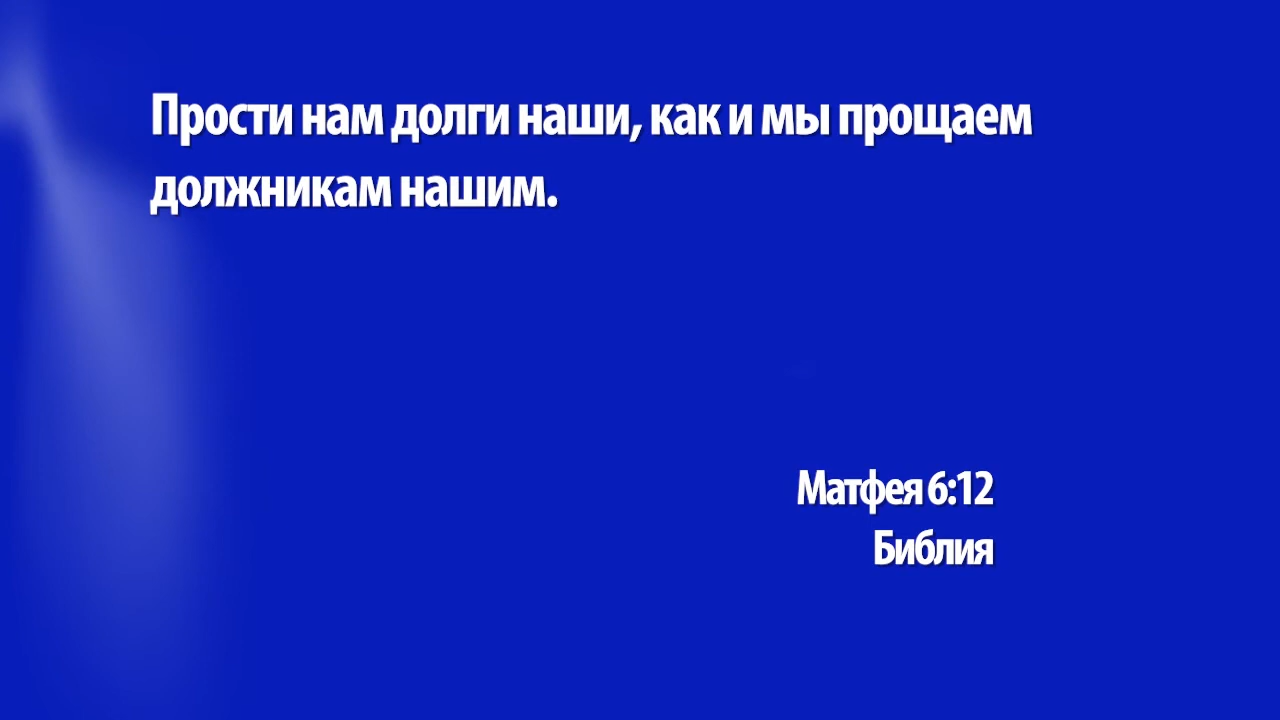 Прости нам долги наши, как и мы прощаем
должникам нашим.
Матфея 6:12
Библия